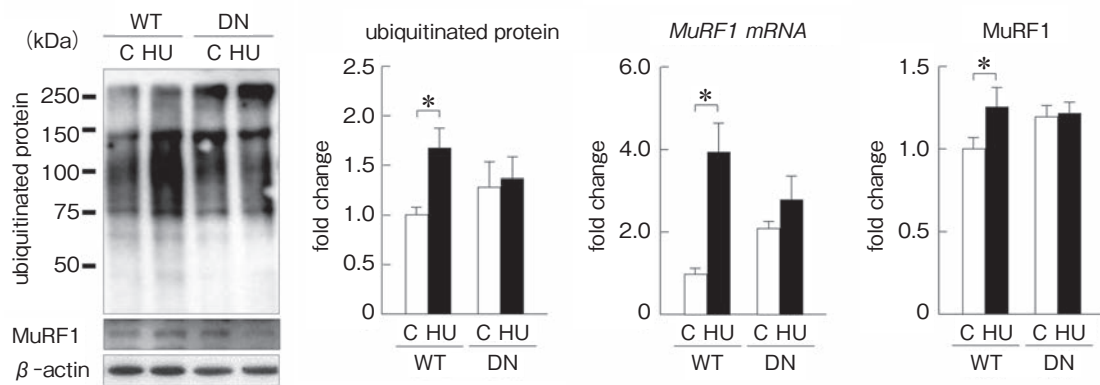 WT DN
(kDa)
C HU C HU
250
150
100
75
50
ubiquitinated protein
MuRF1
β-actin
ubiquitinated protein
2.5
2.0
1.5
1.0
0.5
0
fold change
*
C HU C HU
WT DN
MuRF1 mRNA
6.0
4.0
2.0
0
fold change
*
C HU C HU
WT DN
MuRF1
1.5
1.0
0.5
0
fold change
*
C HU C HU
WT DN